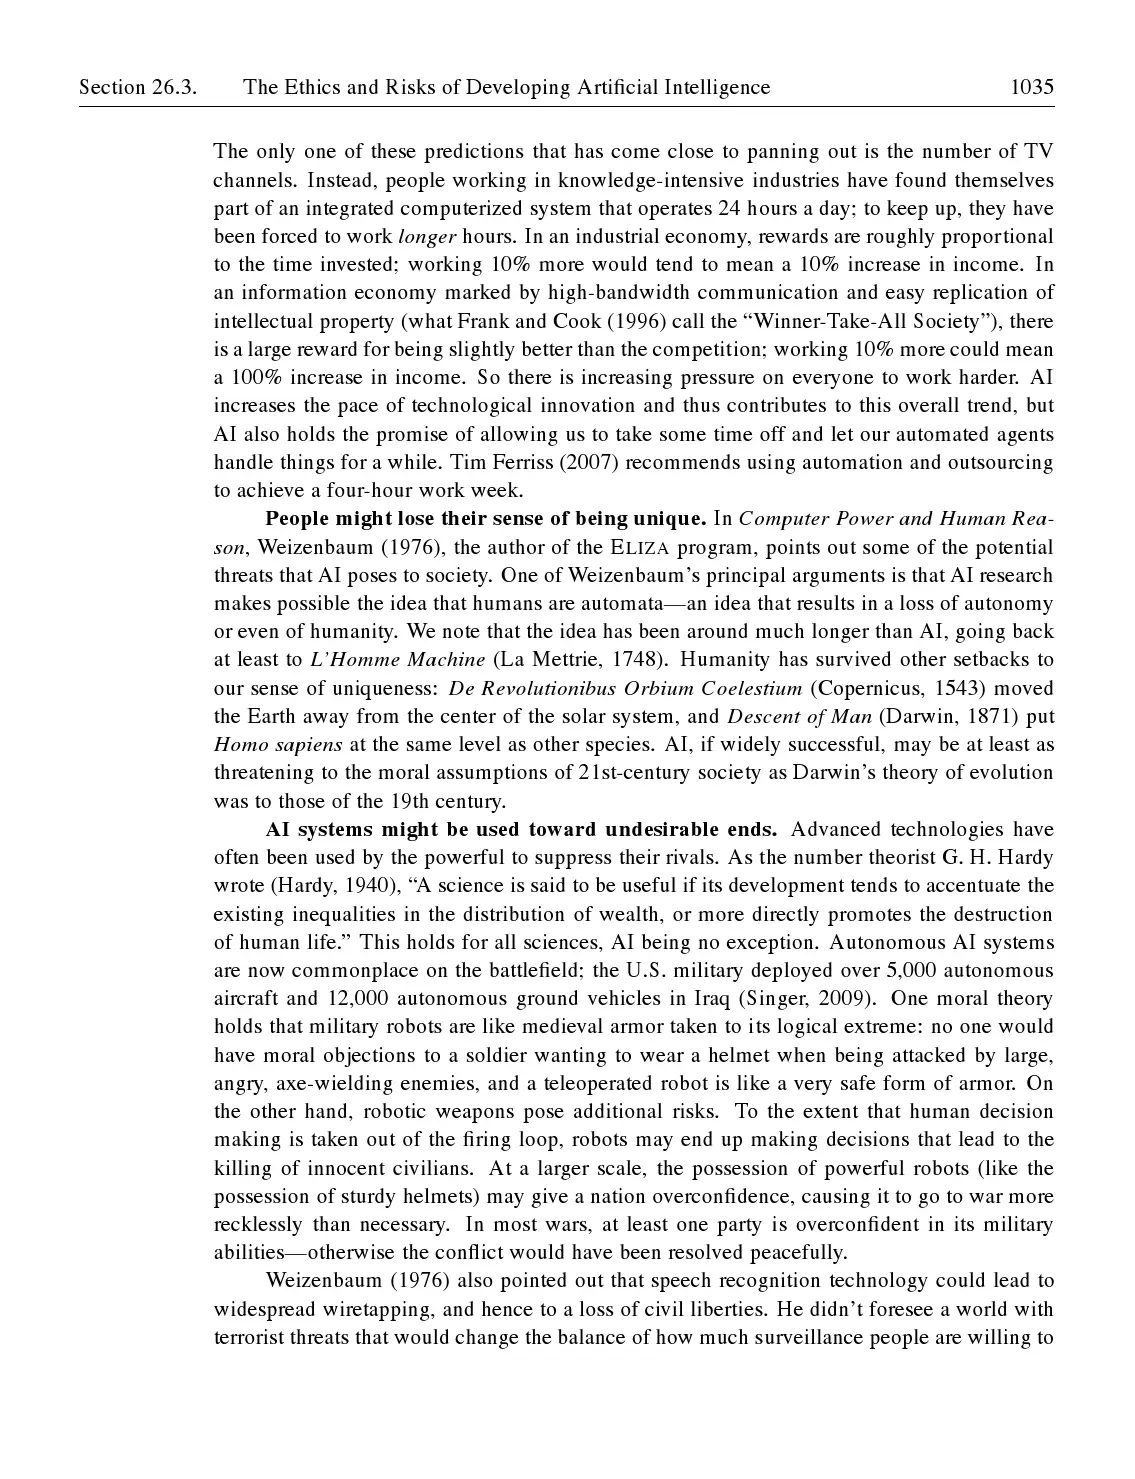 Section 26.3. The Ethics and Risks of Developing Artificial Intelligence 1035
The only one of these predictions that has come close to panning out is the number of TV
channels. Instead, people working in knowledge-intensive industries have found themselves
part of an integrated computerized system that operates 24 hours a day; to keep up, they have
been forced to work longer hours. In an industrial economy, rewards are roughly proportional
to the time invested; working 10% more would tend to mean a 10% increase in income. In
an information economy marked by high-bandwidth communication and easy replication of
intellectual property (what Frank and Cook (1996) call the “Winner-Take-All Society”), there
is a large reward for being slightly better than the competition; working 10% more could mean
a 100% increase in income. So there is increasing pressure on everyone to work harder. AI
increases the pace of technological innovation and thus contributes to this overall trend, but
AI also holds the promise of allowing us to take some time off and let our automated agents
handle things for a while. Tim Ferriss (2007) recommends using automation and outsourcing
to achieve a four-hour work week.
People might lose their sense of being unique. In Computer Power and Human Rea-
son, Weizenbaum (1976), the author of the ELIZA program, points out some of the potential
threats that AI poses to society. One of Weizenbaum’s principal arguments is that AI research
makes possible the idea that humans are automata—an idea that results in a loss of autonomy
or even of humanity. We note that the idea has been around much longer than AI, going back
at least to L’Homme Machine (La Mettrie, 1748). Humanity has survived other setbacks to
our sense of uniqueness: De Revolutionibus Orbium Coelestium (Copernicus, 1543) moved
the Earth away from the center of the solar system, and Descent of Man (Darwin, 1871) put
Homo sapiens at the same level as other species. AI, if widely successful, may be at least as
threatening to the moral assumptions of 21st-century society as Darwin’s theory of evolution
was to those of the 19th century.
AI systems might be used toward undesirable ends. Advanced technologies have
often been used by the powerful to suppress their rivals. As the number theorist G. H. Hardy
wrote (Hardy, 1940), “A science is said to be useful if its development tends to accentuate the
existing inequalities in the distribution of wealth, or more directly promotes the destruction
of human life.” This holds for all sciences, AI being no exception. Autonomous AI systems
are now commonplace on the battlefield; the U.S. military deployed over 5,000 autonomous
aircraft and 12,000 autonomous ground vehicles in Iraq (Singer, 2009). One moral theory
holds that military robots are like medieval armor taken to its logical extreme: no one would
have moral objections to a soldier wanting to wear a helmet when being attacked by large,
angry, axe-wielding enemies, and a teleoperated robot is like a very safe form of armor. On
the other hand, robotic weapons pose additional risks. To the extent that human decision
making is taken out of the firing loop, robots may end up making decisions that lead to the
killing of innocent civilians. At a larger scale, the possession of powerful robots (like the
possession of sturdy helmets) may give a nation overconfidence, causing it to go to war more
recklessly than necessary. In most wars, at least one party is overconfident in its military
abilities—otherwise the conflict would have been resolved peacefully.
Weizenbaum (1976) also pointed out that speech recognition technology could lead to
widespread wiretapping, and hence to a loss of civil liberties. He didn’t foresee a world with
terrorist threats that would change the balance of how much surveillance people are willing to